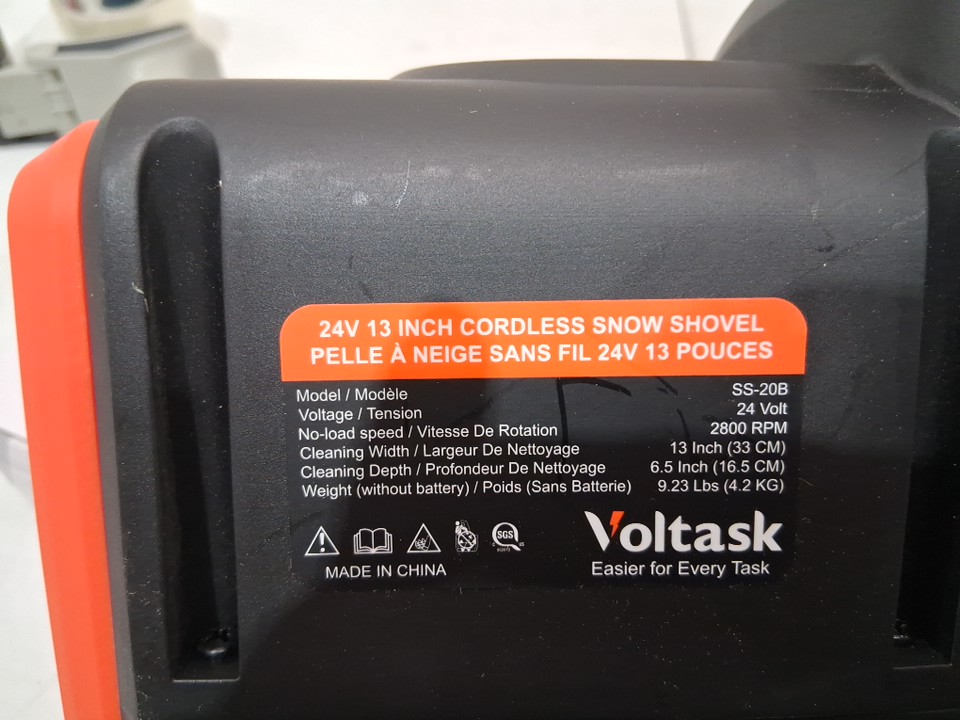 24V 13 INCH CORDLESS SNOW SHOVEL
PELLE À NEIGE SANS FIL 24V 13 POUCES
Model / Modèle SS-20B
Voltage / Tension 24 Volt
No-load speed / Vitesse De Rotation 2800 RPM
Cleaning Width / Largeur De Nettoyage 13 Inch (33 CM)
Cleaning Depth / Profondeur De Nettoyage 6.5 Inch (16.5 CM)
Weight (without battery) / Poids (Sans Batterie) 9.23 Lbs (4.2 KG)
SGS
Voltask
MADE IN CHINA
Easier for Every Task